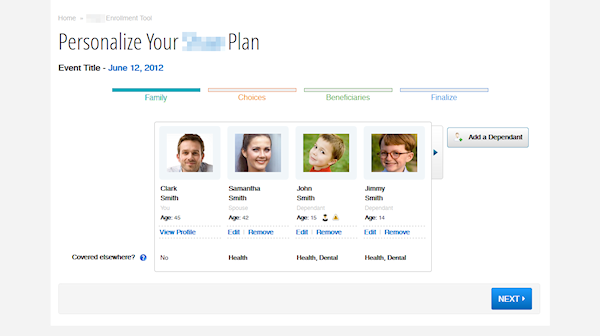 Home » Enrollment Tool
Personalize Your Plan
Event Title - June 12, 2012
Family Choices Beneficiaries Finalize
Add a Dependant
Clark Samantha John Jimmy
Smith Smith Smith Smith
You Spouse Dependant Dependant
Age: 45 Age: 42 Age: 15 Age: 14
View Profile Edit | Remove Edit | Remove Edit | Remove
Covered elsewhere? ? No Health Health, Dental Health, Dental
NEXT